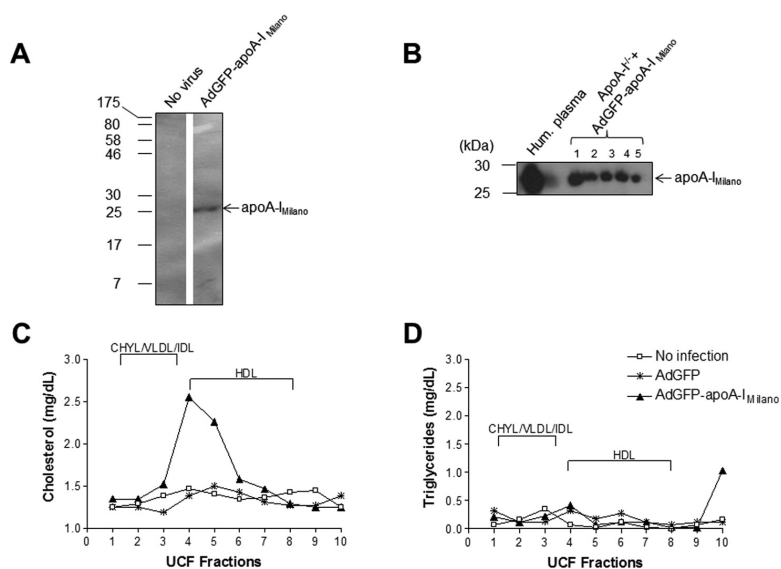 A
No virus
AdGFP-apoA-I Milano
175
80
58
46
30
25
17
7
apoA-I Milano
B
Hum. plasma
ApoA-I-/-+
AdGFP-apoA-I Milano
(kDa)
1 2 3 4 5
30
25
apoA-I Milano
C
CHYL/VLDL/IDL
HDL
Cholesterol (mg/dL)
3.0
2.5
2.0
1.5
1.0
0 1 2 3 4 5 6 7 8 9 10
UCF Fractions
D
No infection
AdGFP
AdGFP-apoA-I Milano
CHYL/VLDL/IDL
HDL
Triglycerides (mg/dL)
3.0
2.5
2.0
1.5
1.0
0.5
0.0
0 1 2 3 4 5 6 7 8 9 10
UCF Fractions